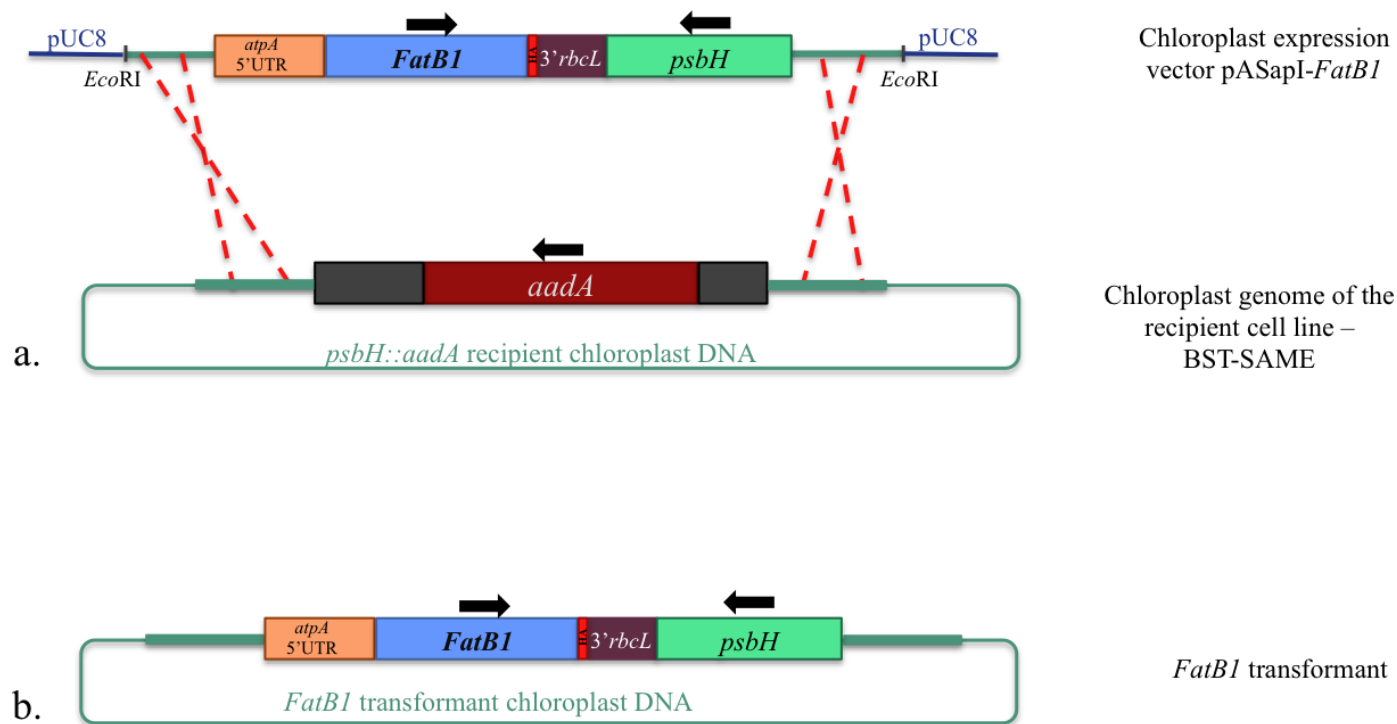 pUC8
EcoRI
atpA
5’UTR
FatB1
HA
3’rbcL
psbH
EcoRI
pUC8
Chloroplast expression
vector pASapI-FatB1
aadA
psbH::aadA recipient chloroplast DNA
Chloroplast genome of the
recipient cell line –
BST-SAME
a.
atpA
5’UTR
FatB1
HA
3’rbcL
psbH
FatB1 transformant chloroplast DNA
FatB1 transformant
b.